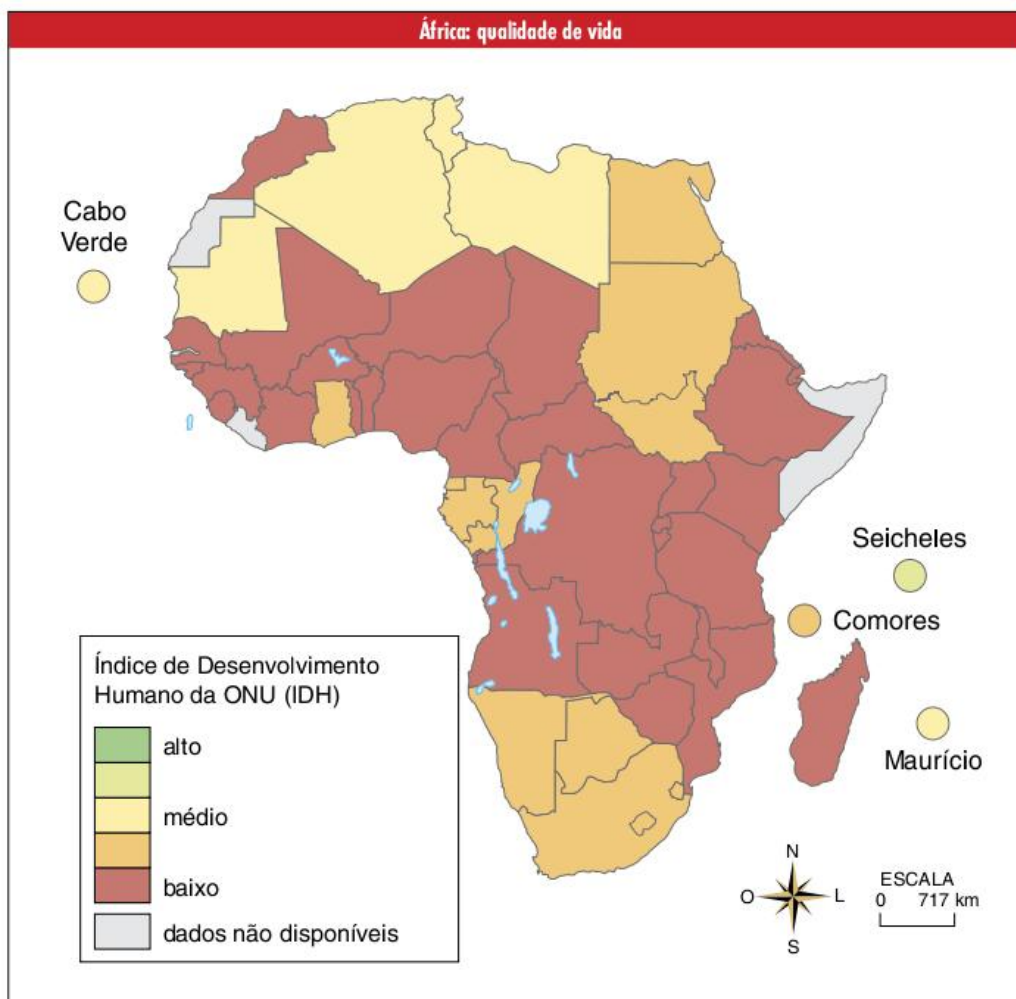 África: qualidade de vida
Cabo
Verde
Seicheles
Comores
Maurício
Índice de Desenvolvimento
Humano da ONU (IDH)
alto
médio
baixo
dados não disponíveis
N
O
L
S
ESCALA
0 717 km